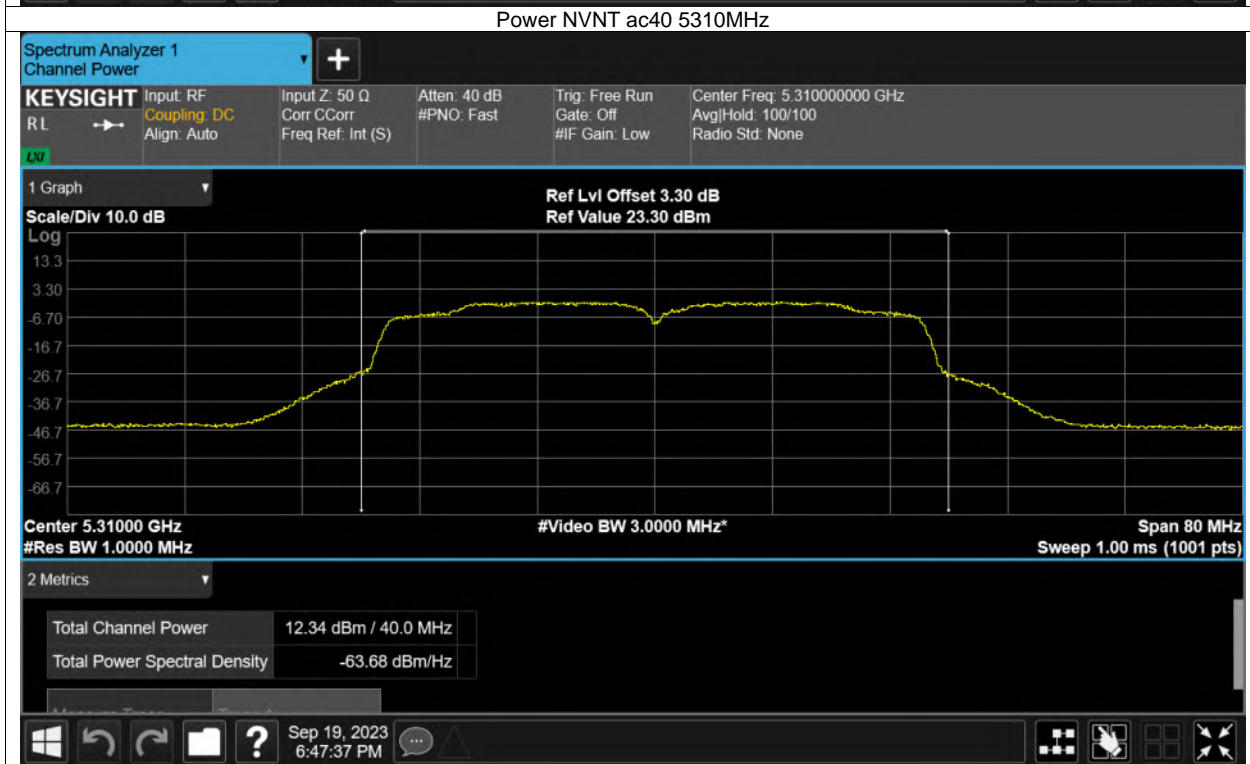 Power NVNT ac40 5310MHz
Spectrum Analyzer 1
Channel Power
+
KEYSIGHT
RL
LXI
Input: RF
Coupling: DC
Align: Auto
Input Z: 50 Ω
Corr CCorr
Freq Ref: Int (S)
Atten: 40 dB
#PNO: Fast
Trig: Free Run
Gate: Off
#IF Gain: Low
Center Freq: 5.310000000 GHz
Avg|Hold: 100/100
Radio Std: None
1 Graph
Scale/Div 10.0 dB
Ref Lvl Offset 3.30 dB
Ref Value 23.30 dBm
Log
13.3
3.30
-6.70
-16.7
-26.7
-36.7
-46.7
-56.7
-66.7
Center 5.31000 GHz
#Res BW 1.0000 MHz
#Video BW 3.0000 MHz*
Span 80 MHz
Sweep 1.00 ms (1001 pts)
2 Metrics
Total Channel Power 12.34 dBm / 40.0 MHz
Total Power Spectral Density -63.68 dBm/Hz
?
Sep 19, 2023
6:47:37 PM